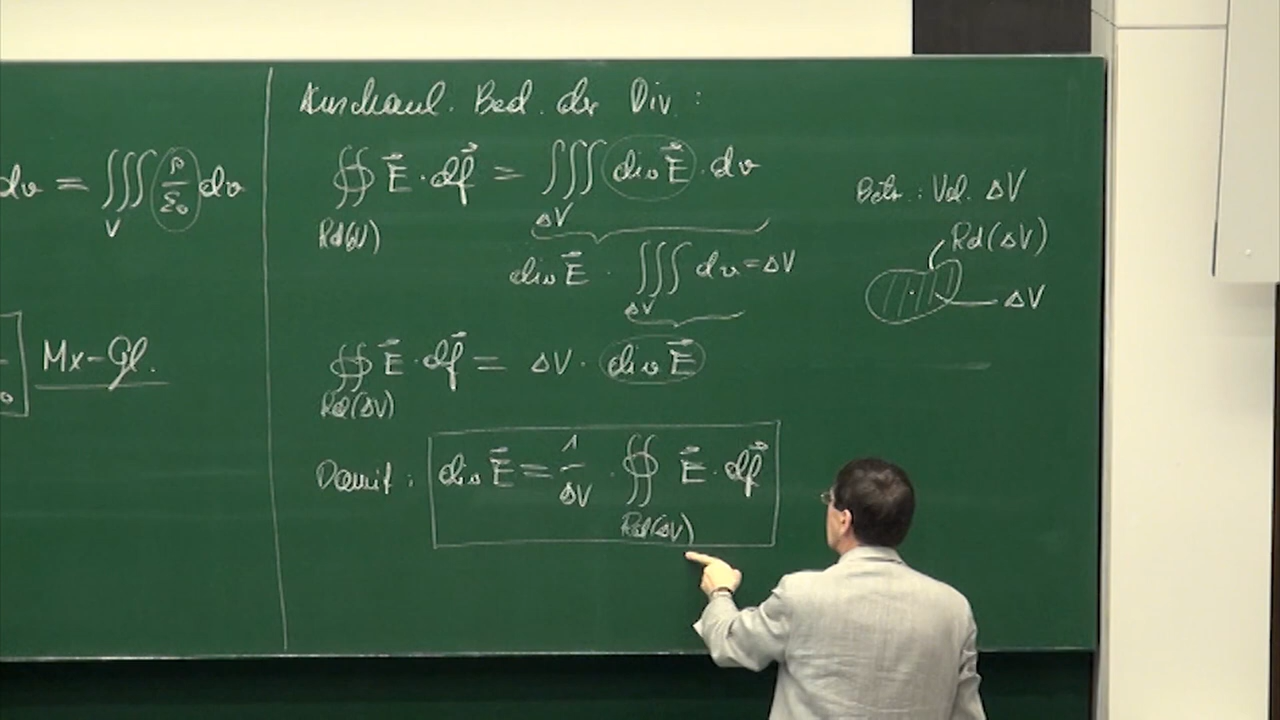 dv = ∭ ρ/ε₀ dv
V
0
Mx-Gl.
Anschaul. Bed. der Div :
∯ E⃗ · df⃗ = ∭ div E⃗ · dv
Rd(ΔV) ΔV
div E⃗ · ∭ dv = ΔV
ΔV
∯ E⃗ · df⃗ = ΔV · div E⃗
Rd(ΔV)
Damit : div E⃗ = 1/ΔV · ∯ E⃗ · df⃗
Rd(ΔV)
Betr. : Vol. ΔV
Rd(ΔV)
ΔV